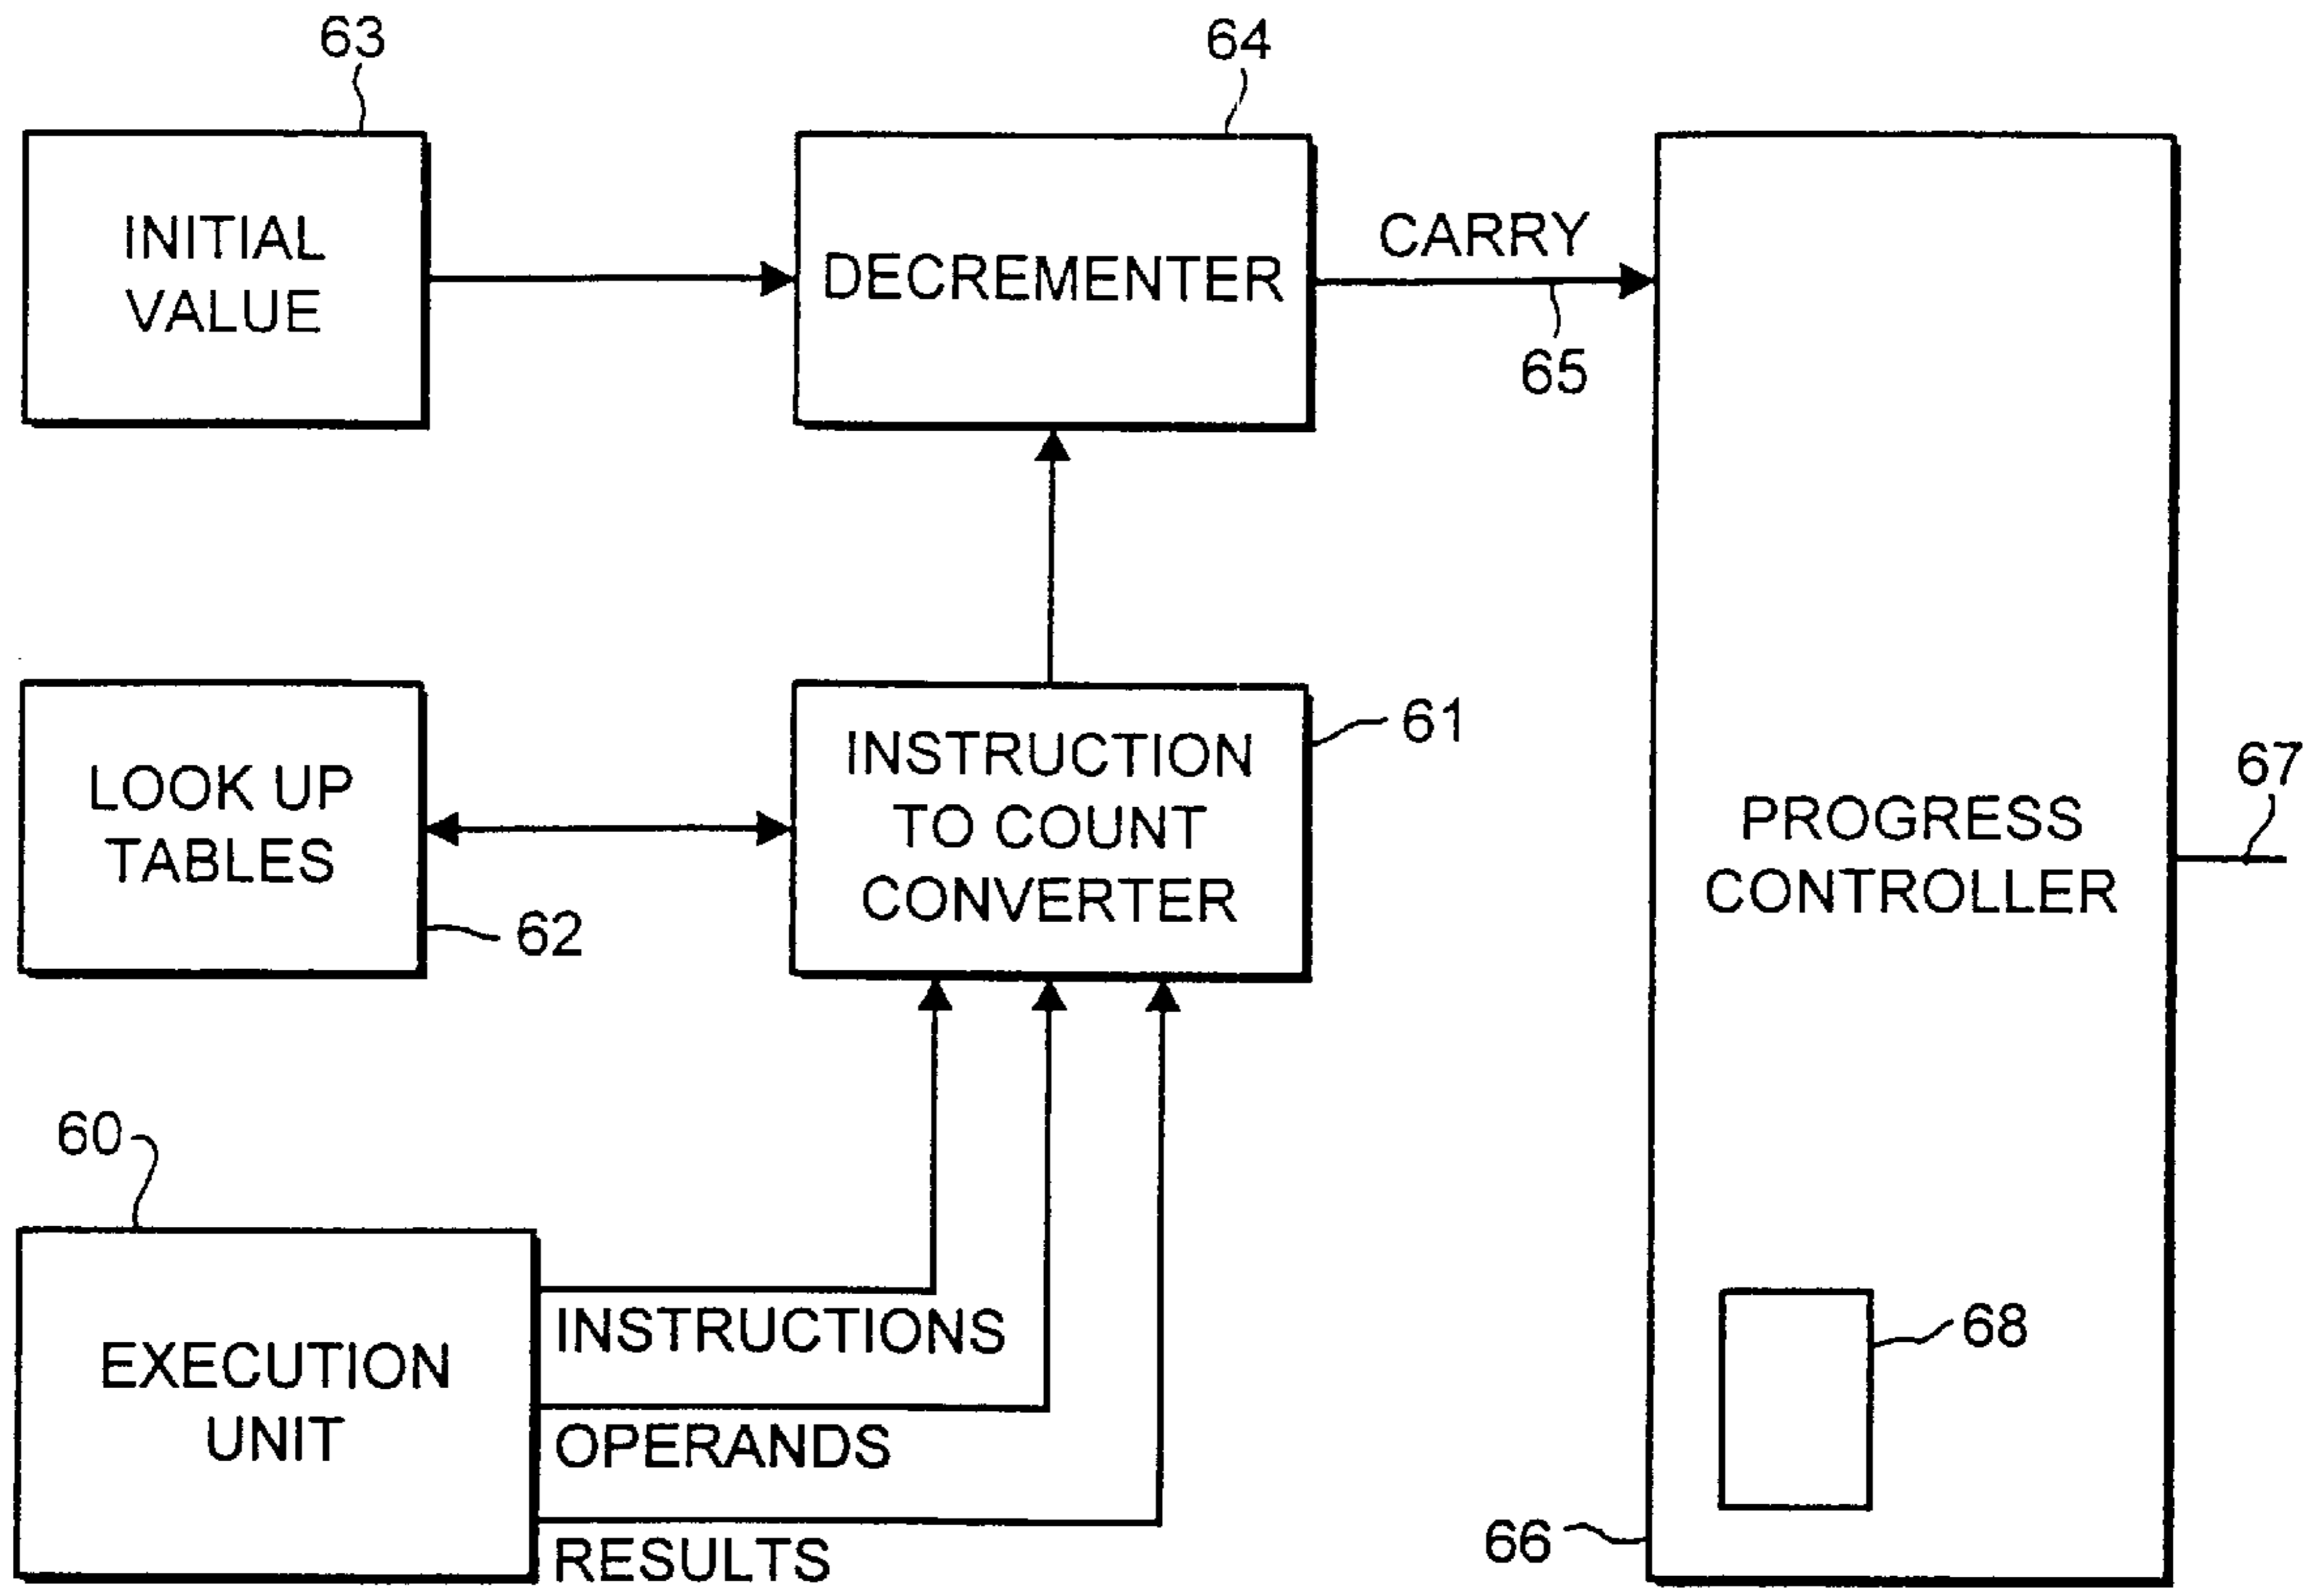 63
64
INITIAL
VALUE
DECREMENTER
CARRY
65
LOOK UP
TABLES
62
INSTRUCTION
TO COUNT
CONVERTER
61
PROGRESS
CONTROLLER
67
60
EXECUTION
UNIT
INSTRUCTIONS
OPERANDS
RESULTS
68
66